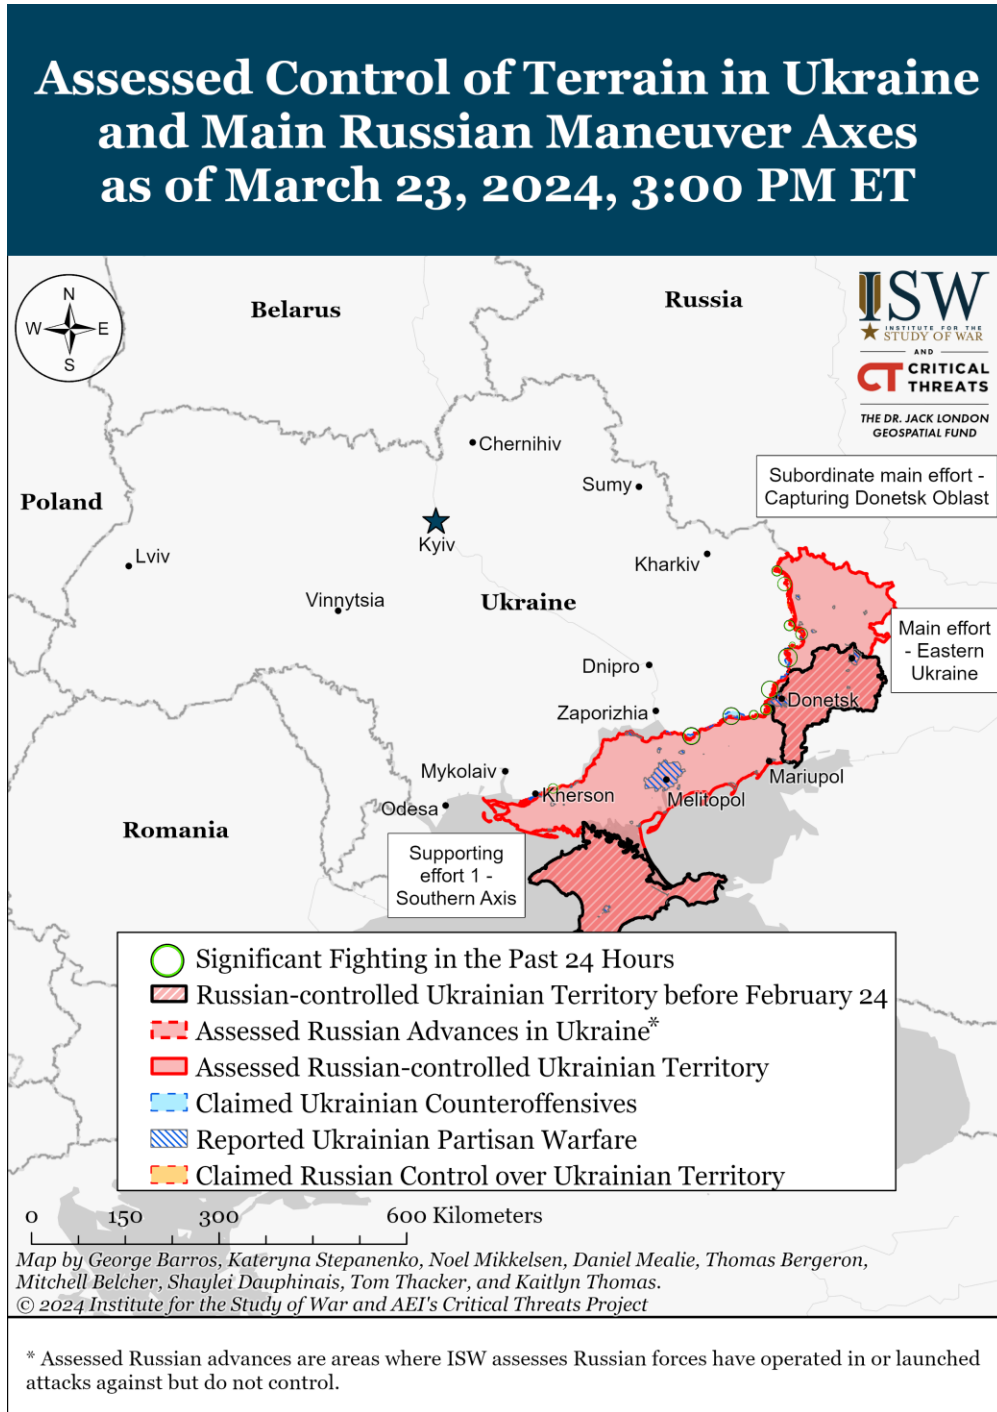 Assessed Control of Terrain in Ukraine
and Main Russian Maneuver Axes
as of March 23, 2024, 3:00 PM ET
N
W
E
S
Belarus
Russia
ISW
INSTITUTE FOR THE
STUDY OF WAR
AND
CT CRITICAL
THREATS
THE DR. JACK LONDON
GEOSPATIAL FUND
Chernihiv
Subordinate main effort -
Capturing Donetsk Oblast
Sumy
Poland
Kyiv
Lviv
Kharkiv
Vinnytsia
Ukraine
Main effort
- Eastern
Ukraine
Dnipro
Donetsk
Zaporizhia
Mykolaiv
Mariupol
Kherson
Melitopol
Odesa
Romania
Supporting
effort 1 -
Southern Axis
Significant Fighting in the Past 24 Hours
Russian-controlled Ukrainian Territory before February 24
Assessed Russian Advances in Ukraine*
Assessed Russian-controlled Ukrainian Territory
Claimed Ukrainian Counteroffensives
Reported Ukrainian Partisan Warfare
Claimed Russian Control over Ukrainian Territory
0 150 300 600 Kilometers
Map by George Barros, Kateryna Stepanenko, Noel Mikkelsen, Daniel Mealie, Thomas Bergeron,
Mitchell Belcher, Shaylei Dauphinais, Tom Thacker, and Kaitlyn Thomas.
© 2024 Institute for the Study of War and AEI's Critical Threats Project
* Assessed Russian advances are areas where ISW assesses Russian forces have operated in or launched
attacks against but do not control.